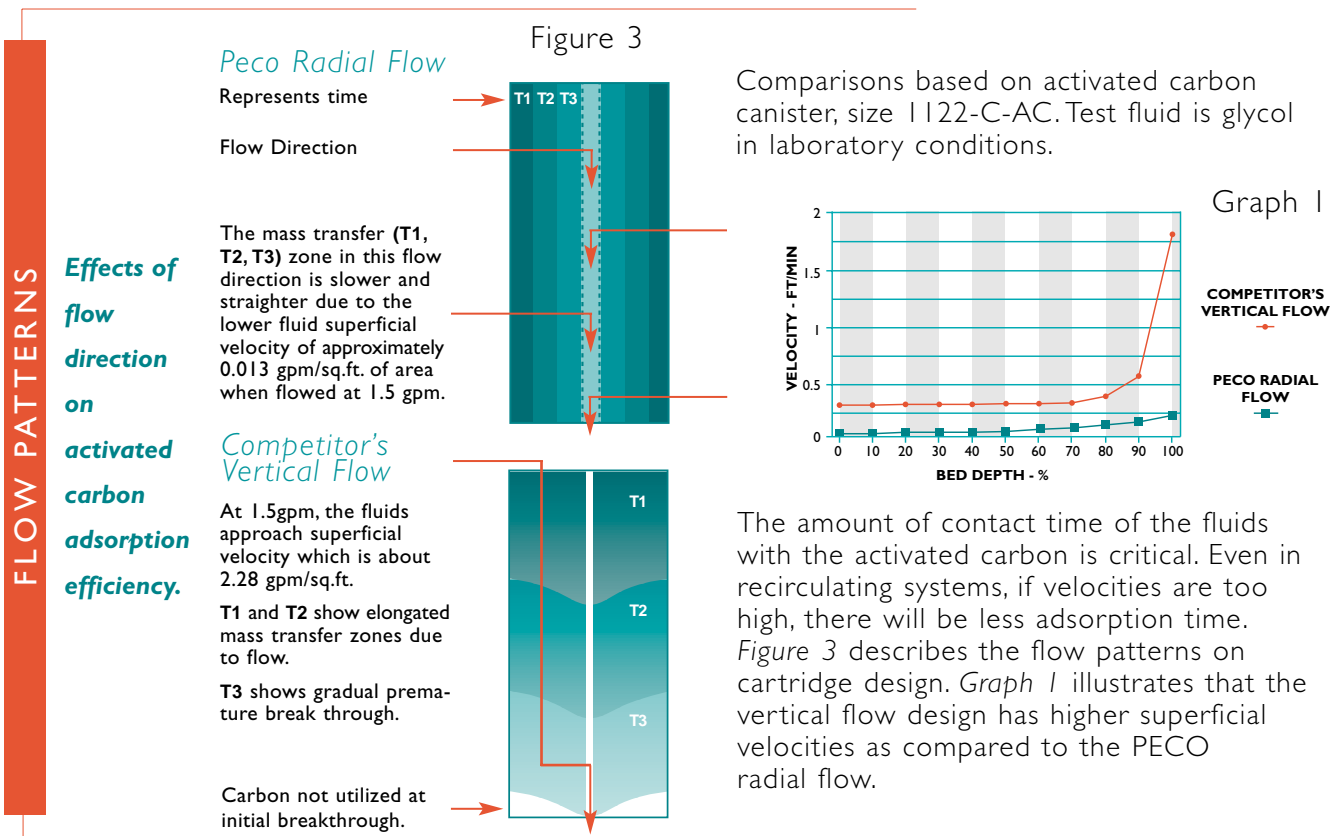 FLOW PATTERNS
Effects of
flow
direction
on
activated
carbon
adsorption
efficiency.
Peco Radial Flow
Represents time
Flow Direction
The mass transfer (T1,
T2, T3) zone in this flow
direction is slower and
straighter due to the
lower fluid superficial
velocity of approximately
0.013 gpm/sq.ft. of area
when flowed at 1.5 gpm.
Competitor's
Vertical Flow
At 1.5gpm, the fluids
approach superficial
velocity which is about
2.28 gpm/sq.ft.
T1 and T2 show elongated
mass transfer zones due
to flow.
T3 shows gradual prema-
ture break through.
Carbon not utilized at
initial breakthrough.
Figure 3
T1 T2 T3
T1
T2
T3
Comparisons based on activated carbon
canister, size 1122-C-AC. Test fluid is glycol
in laboratory conditions.
Graph 1
VELOCITY - FT/MIN
2
1.5
1
0.5
0
0 10 20 30 40 50 60 70 80 90 100
BED DEPTH - %
COMPETITOR'S
VERTICAL FLOW
PECO RADIAL
FLOW
The amount of contact time of the fluids
with the activated carbon is critical. Even in
recirculating systems, if velocities are too
high, there will be less adsorption time.
Figure 3 describes the flow patterns on
cartridge design. Graph 1 illustrates that the
vertical flow design has higher superficial
velocities as compared to the PECO
radial flow.